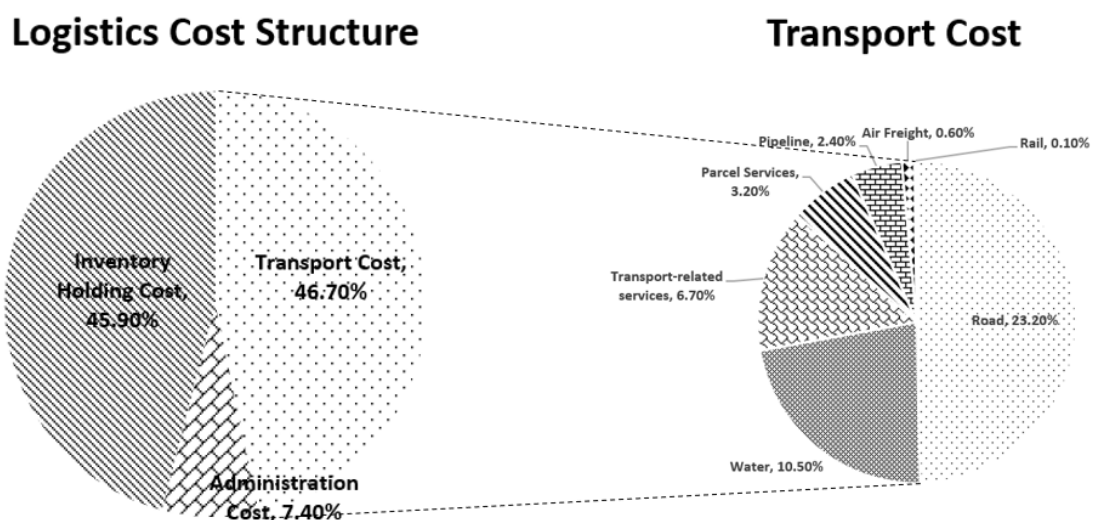 Logistics Cost Structure
Transport Cost
Inventory
Holding Cost,
45.90%
Transport Cost,
46.70%
Administration
Cost, 7.40%
Pipeline, 2.40%
Air Freight, 0.60%
Rail, 0.10%
Parcel Services,
3.20%
Transport-related
services, 6.70%
Road, 23.20%
Water, 10.50%